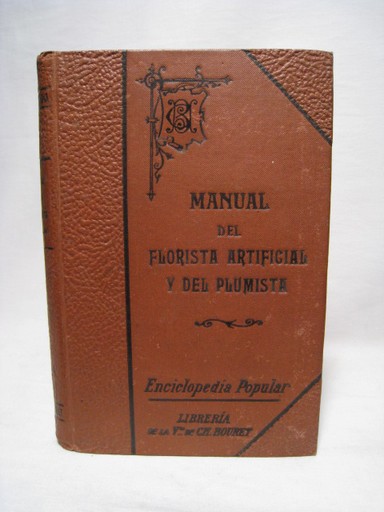 MANUAL
DEL
FLORISTA ARTIFICIAL
Y DEL PLUMISTA
Enciclopedia Popular
LIBRERÍA
DE LA Vda. DE CH. BOURET